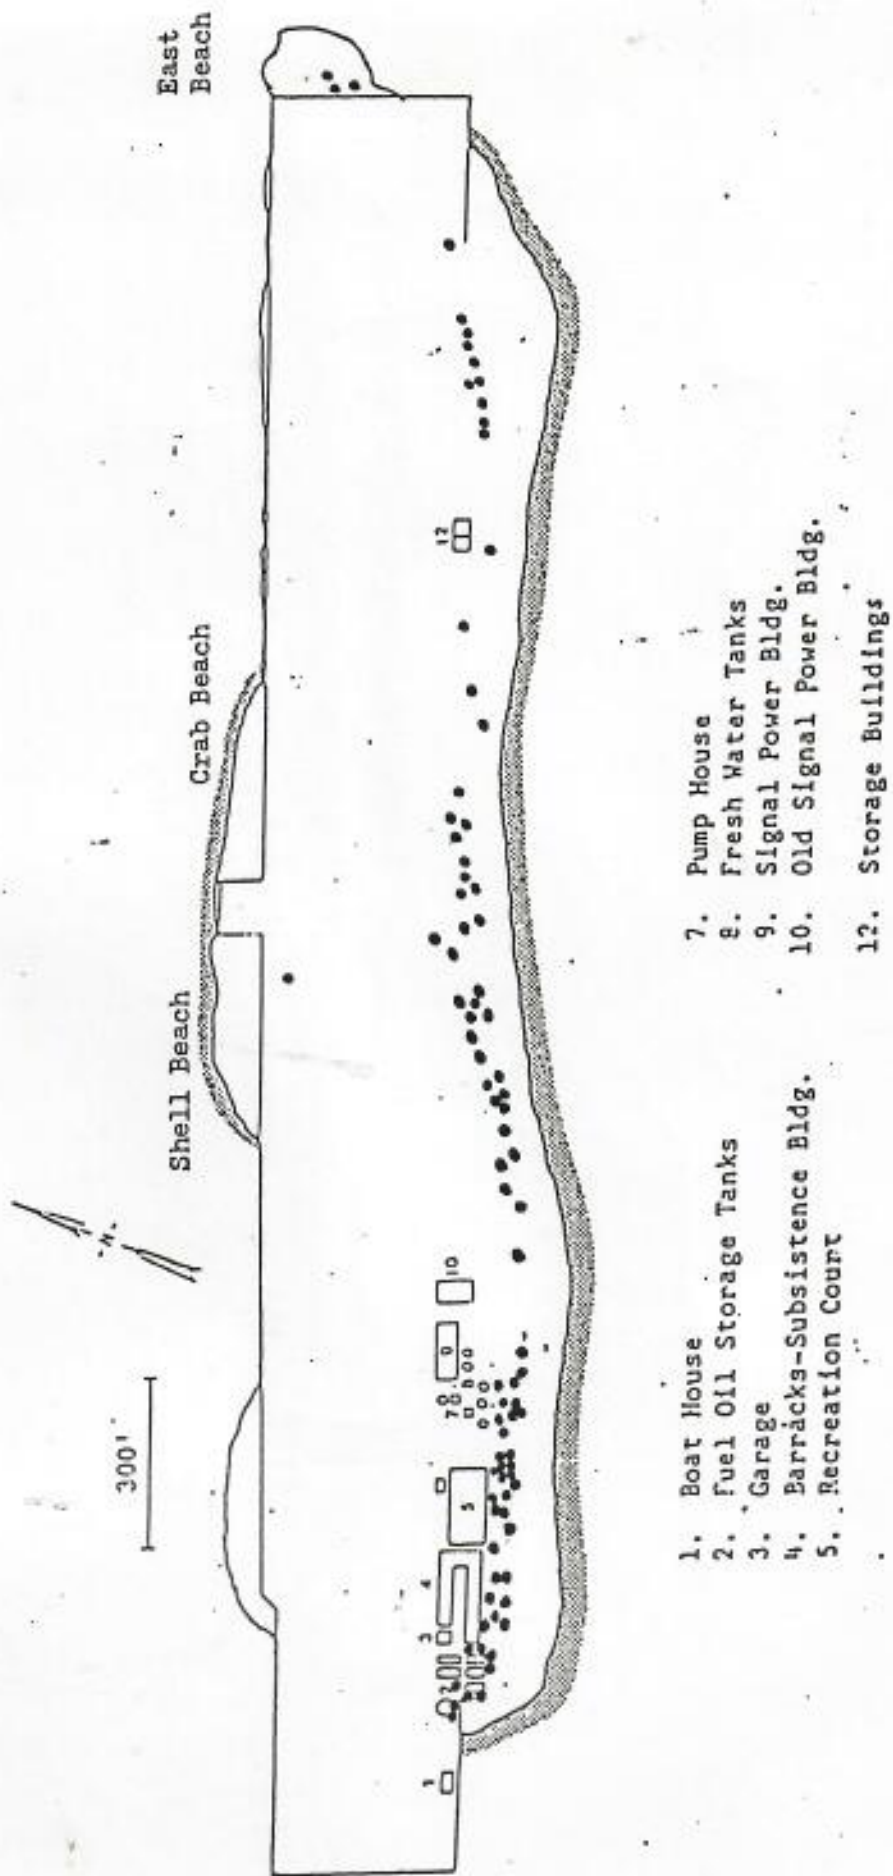 East
Beach
Crab Beach
Shell Beach
N
300'
12
10
9
8
7
5
4
3
2
1
1. Boat House
2. Fuel Oil Storage Tanks
3. Garage
4. Barracks-Subsistence Bldg.
5. Recreation Court
7. Pump House
8. Fresh Water Tanks
9. Signal Power Bldg.
10. Old Signal Power Bldg.
12. Storage Buildings